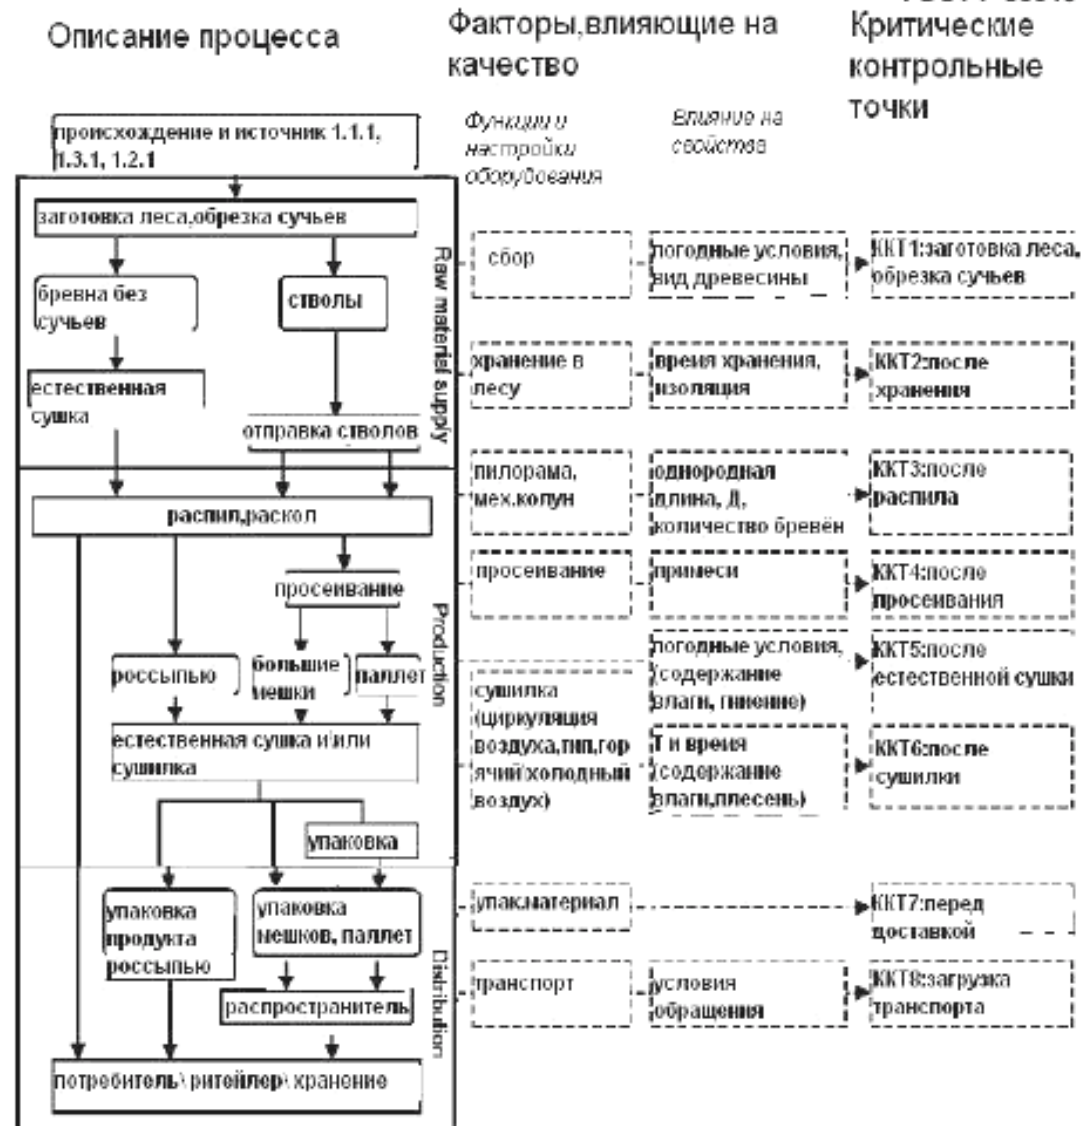 Описание процесса
Факторы,влияющие на
качество
Критические
контрольные
точки
Функции и
настройки
оборудования
Влияние на
свойства
происхождение и источник 1.1.1,
1.3.1, 1.2.1
заготовка леса,обрезка сучьев
бревна без
сучьев
стволы
естественная
сушка
отправка стволов
Raw material supply
сбор
погодные условия,
вид древесины
ККТ1:заготовка леса,
обрезка сучьев
хранение в
лесу
время хранения,
изоляция
ККТ2:после
хранения
распил,раскол
просеивание
россыпью
большие
мешки
паллет
естественная сушка и\или
сушилка
упаковка
Production
пилорама,
мех.колун
однородная
длина, Д,
количество бревён
ККТ3:после
распила
просеивание
примеси
ККТ4:после
просеивания
погодные условия,
(содержание
влаги, гниение)
ККТ5:после
естественной сушки
сушилка
(циркуляция
воздуха,тип,гор
ячий\холодный
воздух)
Т и время
(содержание
влаги,плесень)
ККТ6:после
сушилки
упаковка
продукта
россыпью
упаковка
мешков, паллет
распространитель
потребитель\ ритейлер\ хранение
Distribution
упак.материал
ККТ7:перед
доставкой
транспорт
условия
обращения
ККТ8:загрузка
транспорта